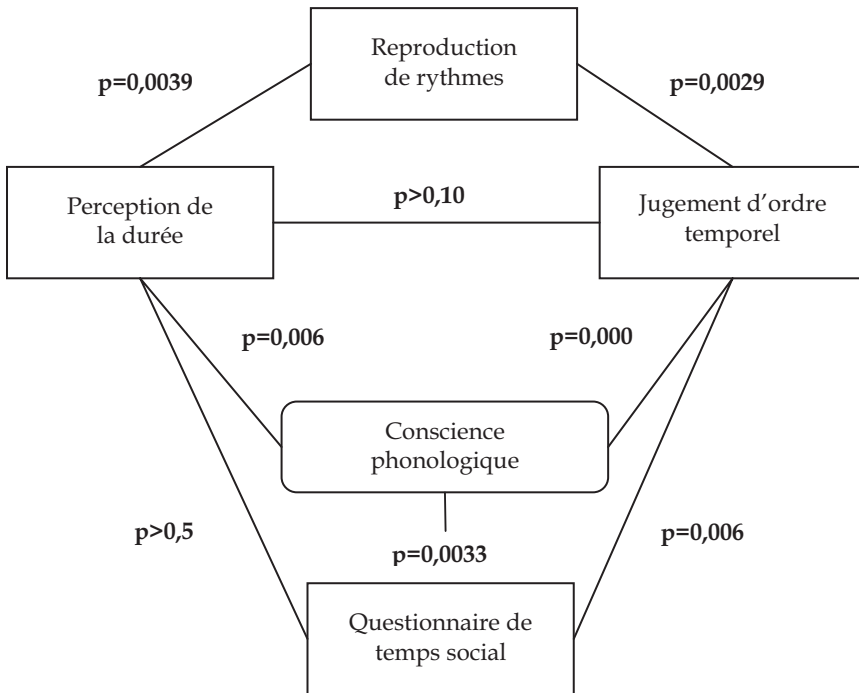 Reproduction
de rythmes
p=0,0039
p=0,0029
Perception de
la durée
p>0,10
Jugement d’ordre
temporel
p=0,006
p=0,000
Conscience
phonologique
p>0,5
p=0,0033
p=0,006
Questionnaire de
temps social